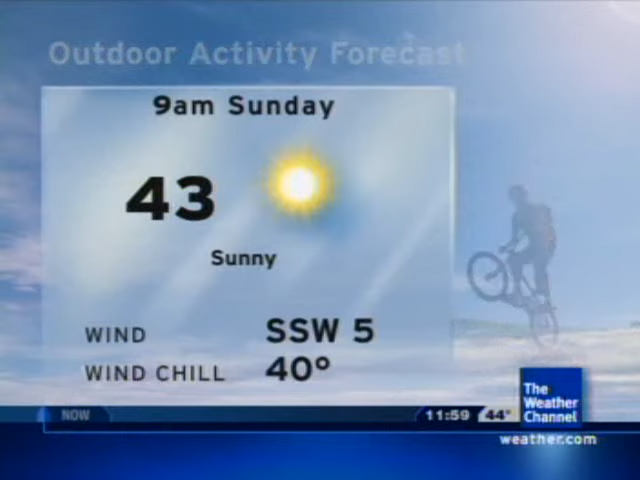 Outdoor Activity Forecast
9am Sunday
43
Sunny
WIND SSW 5
WIND CHILL 40°
NOW 11:59 44°
The
Weather
Channel
weather.com